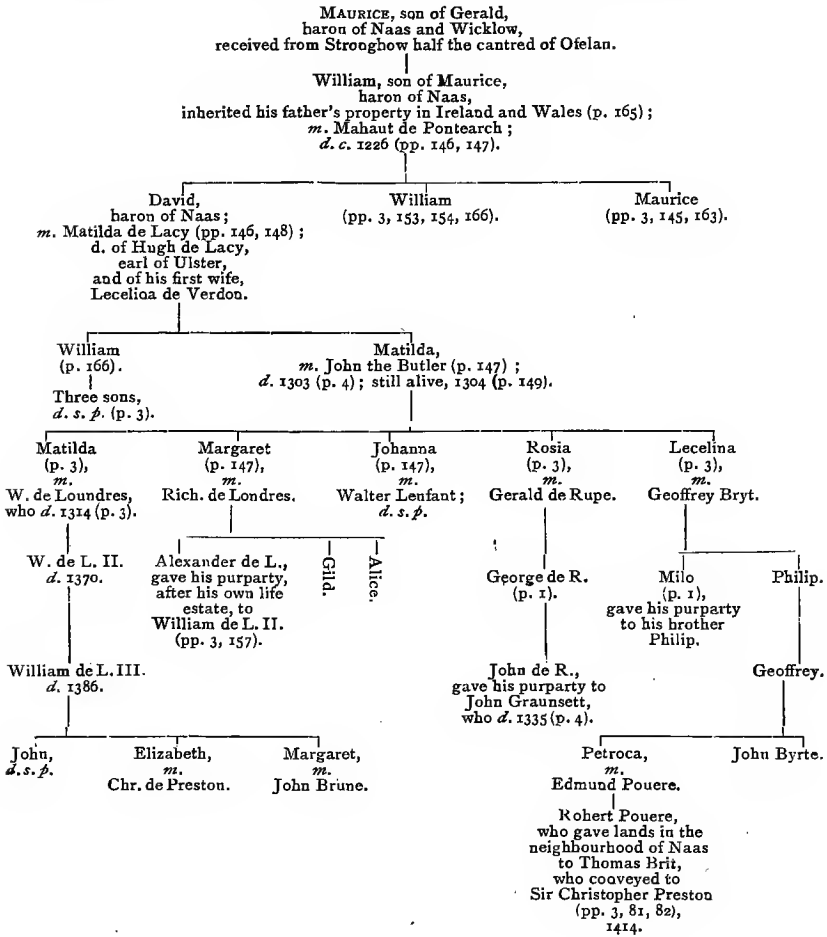 MAURICE, son of Gerald,
baron of Naas and Wicklow,
received from Strongbow half the cantred of Ofelan.
William, son of Maurice,
baron of Naas,
inherited his father's property in Ireland and Wales (p. 165) ;
m. Mahaut de Pontearch ;
d. c. 1226 (pp. 146, 147).
David,
baron of Naas ;
m. Matilda de Lacy (pp. 146, 148) ;
d. of Hugh de Lacy,
earl of Ulster,
and of his first wife,
Lecelina de Verdon.
William
(pp. 3, 153, 154, 166).
Maurice
(pp. 3, 145, 163).
William
(p. 166).
Three sons,
d. s. p. (p. 3).
Matilda,
m. John the Butler (p. 147) ;
d. 1303 (p. 4) ; still alive, 1304 (p. 149).
Matilda
(p. 3),
m.
W. de Loundres,
who d. 1314 (p. 3).
Margaret
(p. 147),
m.
Rich. de Londres.
Johanna
(p. 147),
m.
Walter Lenfant ;
d. s. p.
Rosia
(p. 3),
m.
Gerald de Rupe.
Lecelina
(p. 3),
m.
Geoffrey Bryt.
W. de L. II.
d. 1370.
Alexander de L.,
gave his purparty,
after his own life
estate, to
William de L. II.
(pp. 3, 157).
Gild.
Alice.
George de R.
(p. 1).
Milo
(p. 1),
gave his purparty
to his brother
Philip.
Philip.
William de L. III.
d. 1386.
John de R.,
gave his purparty to
John Graunsett,
who d. 1335 (p. 4).
Geoffrey.
John,
d.s.p.
Elizabeth,
m.
Chr. de Preston.
Margaret,
m.
John Brune.
Petroca,
m.
Edmund Pouere.
John Byrte.
Robert Pouere,
who gave lands in the
neighbourhood of Naas
to Thomas Brit,
who conveyed to
Sir Christopher Preston
(pp. 3, 81, 82),
1414.